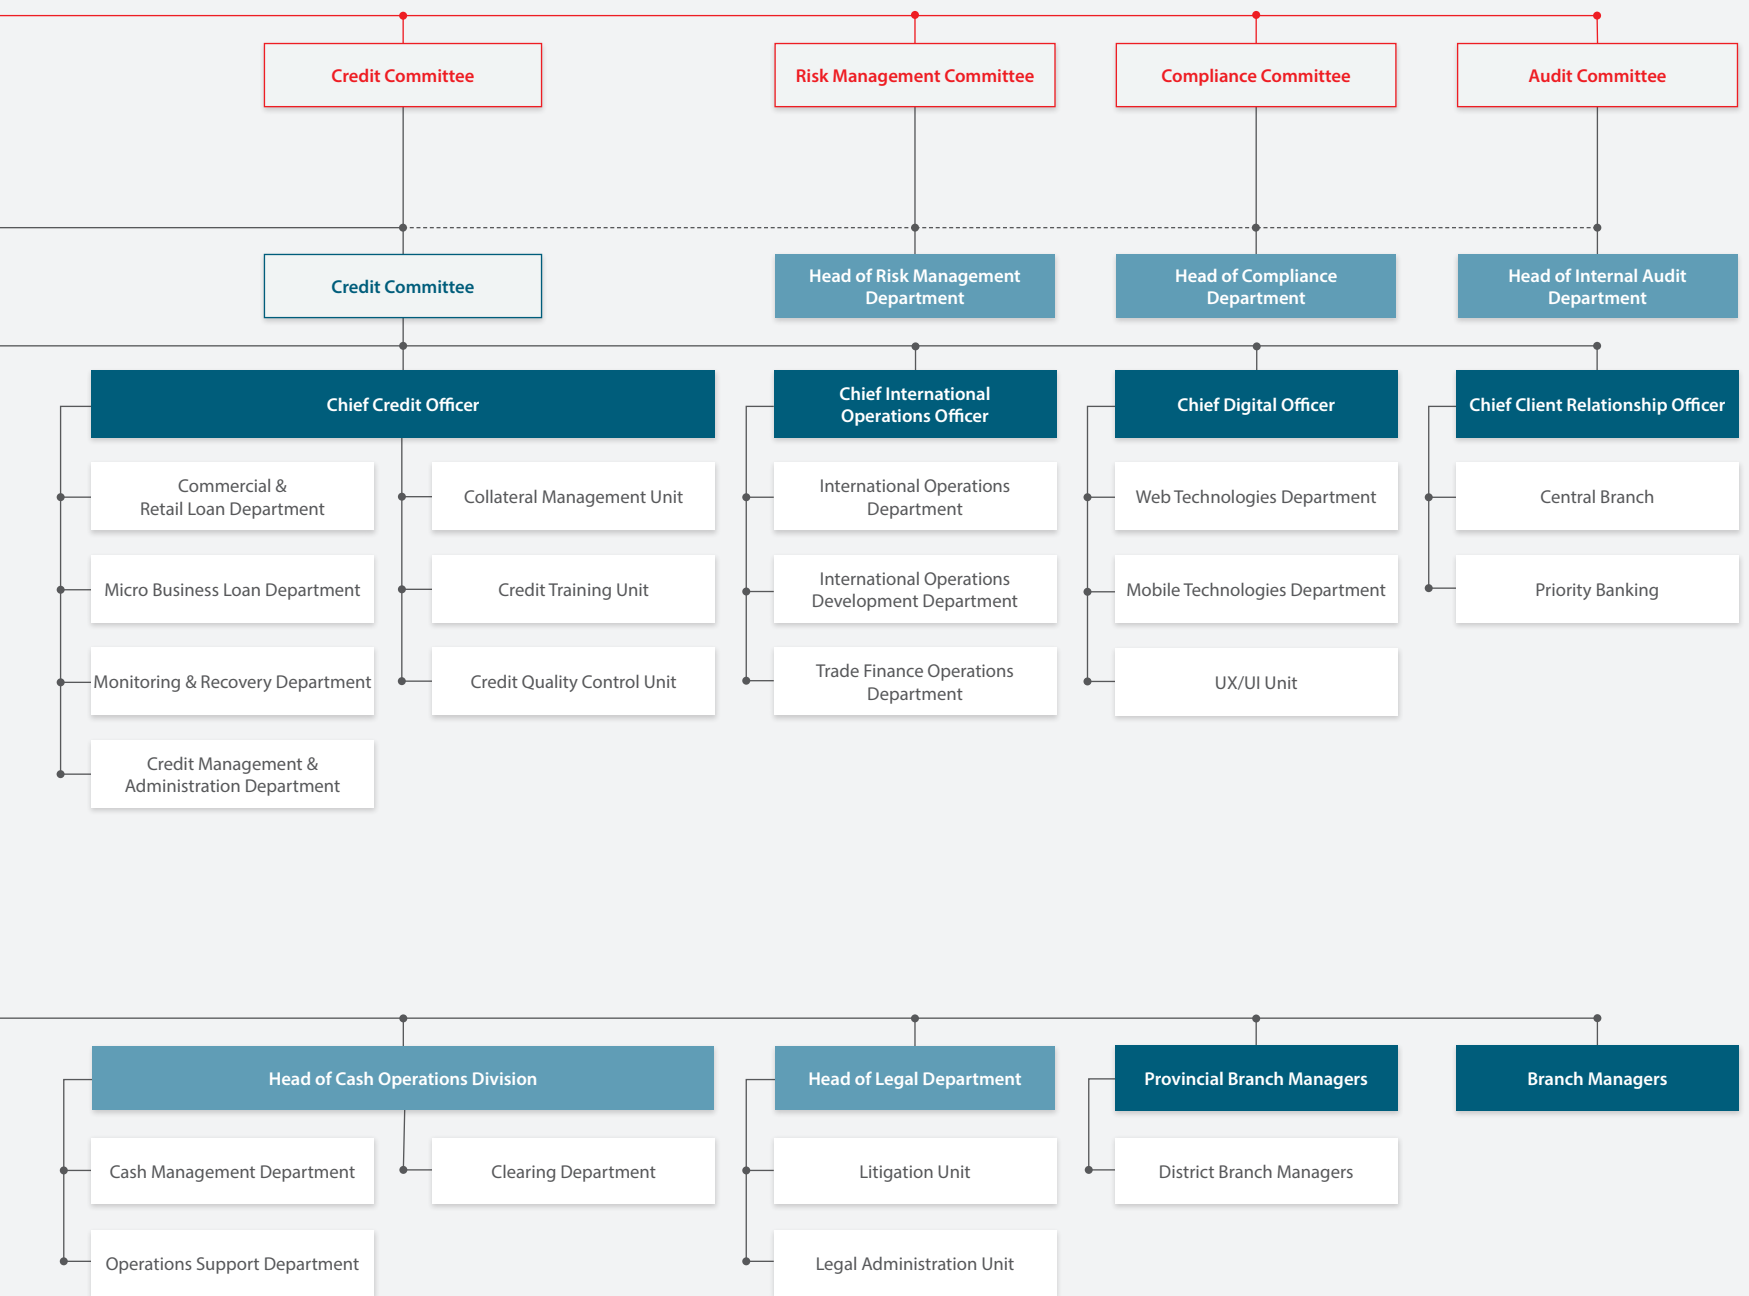 Credit Committee
Risk Management Committee
Compliance Committee
Audit Committee
Credit Committee
Head of Risk Management
Department
Head of Compliance
Department
Head of Internal Audit
Department
Chief Credit Officer
Chief International
Operations Officer
Chief Digital Officer
Chief Client Relationship Officer
Commercial &
Retail Loan Department
Collateral Management Unit
International Operations
Department
Web Technologies Department
Central Branch
Micro Business Loan Department
Credit Training Unit
International Operations
Development Department
Mobile Technologies Department
Priority Banking
Monitoring & Recovery Department
Credit Quality Control Unit
Trade Finance Operations
Department
UX/UI Unit
Credit Management &
Administration Department
Head of Cash Operations Division
Head of Legal Department
Provincial Branch Managers
Branch Managers
Cash Management Department
Clearing Department
Litigation Unit
District Branch Managers
Operations Support Department
Legal Administration Unit